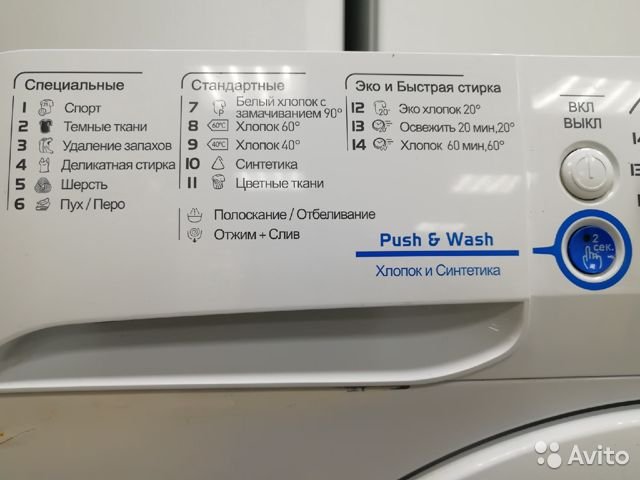 Специальные
1 Спорт
2 Темные ткани
3 Удаление запахов
4 Деликатная стирка
5 Шерсть
6 Пух / Перо
Стандартные
7 Белый хлопок с
замачиванием 90°
8 60°C Хлопок 60°
9 40°C Хлопок 40°
10 Синтетика
11 Цветные ткани
Полоскание / Отбеливание
Отжим + Слив
Эко и Быстрая стирка
12 20° Эко хлопок 20°
13 Освежить 20 мин,20°
14 Хлопок 60 мин,60°
Push & Wash
Хлопок и Синтетика
ВКЛ
ВЫКЛ
2
сек.
14
13
Avito